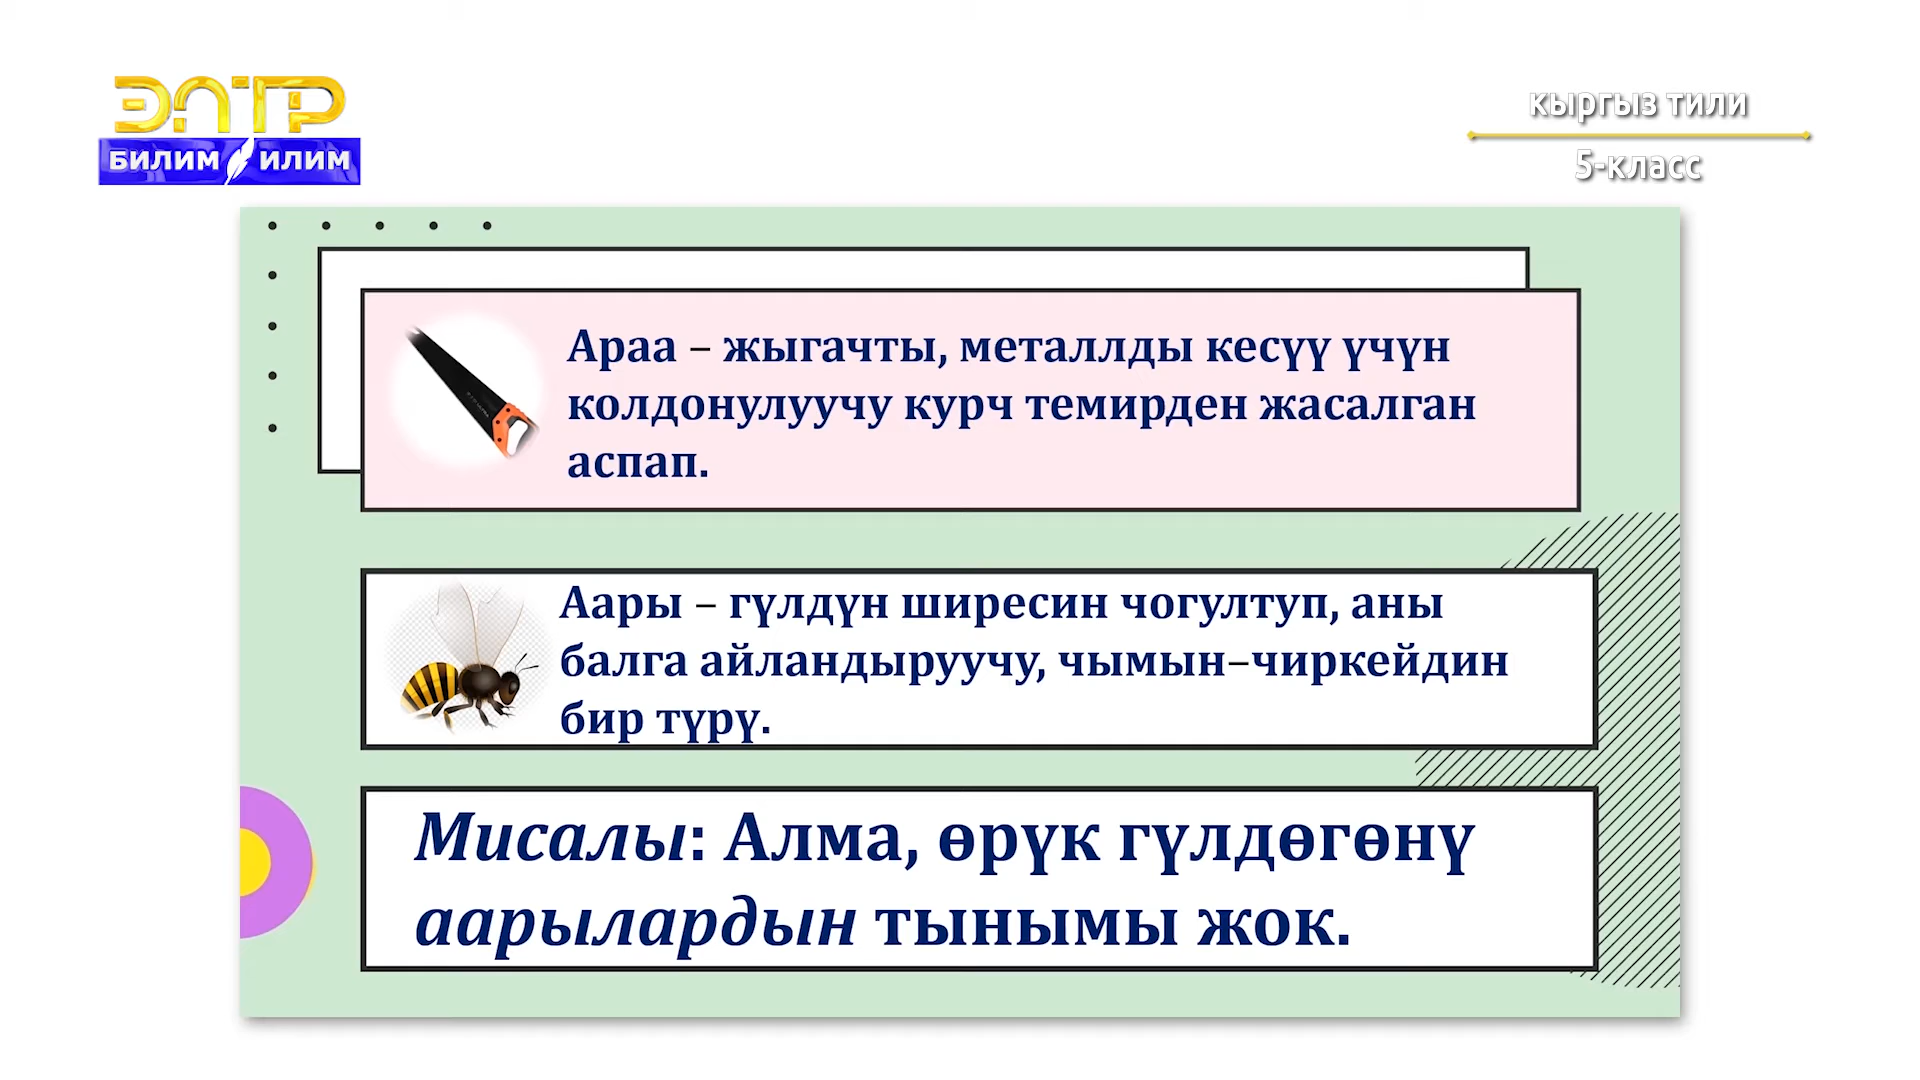 ЭЛТР
БИЛИМ ИЛИМ
кыргыз тили
5-класс
Араа – жыгачты, металлды кесүү үчүн
колдонулуучу курч темирден жасалган
аспап.
Аары – гүлдүн ширесин чогултуп, аны
балга айландыруучу, чымын–чиркейдин
бир түрү.
Мисалы: Алма, өрүк гүлдөгөнү
аарылардын тынымы жок.